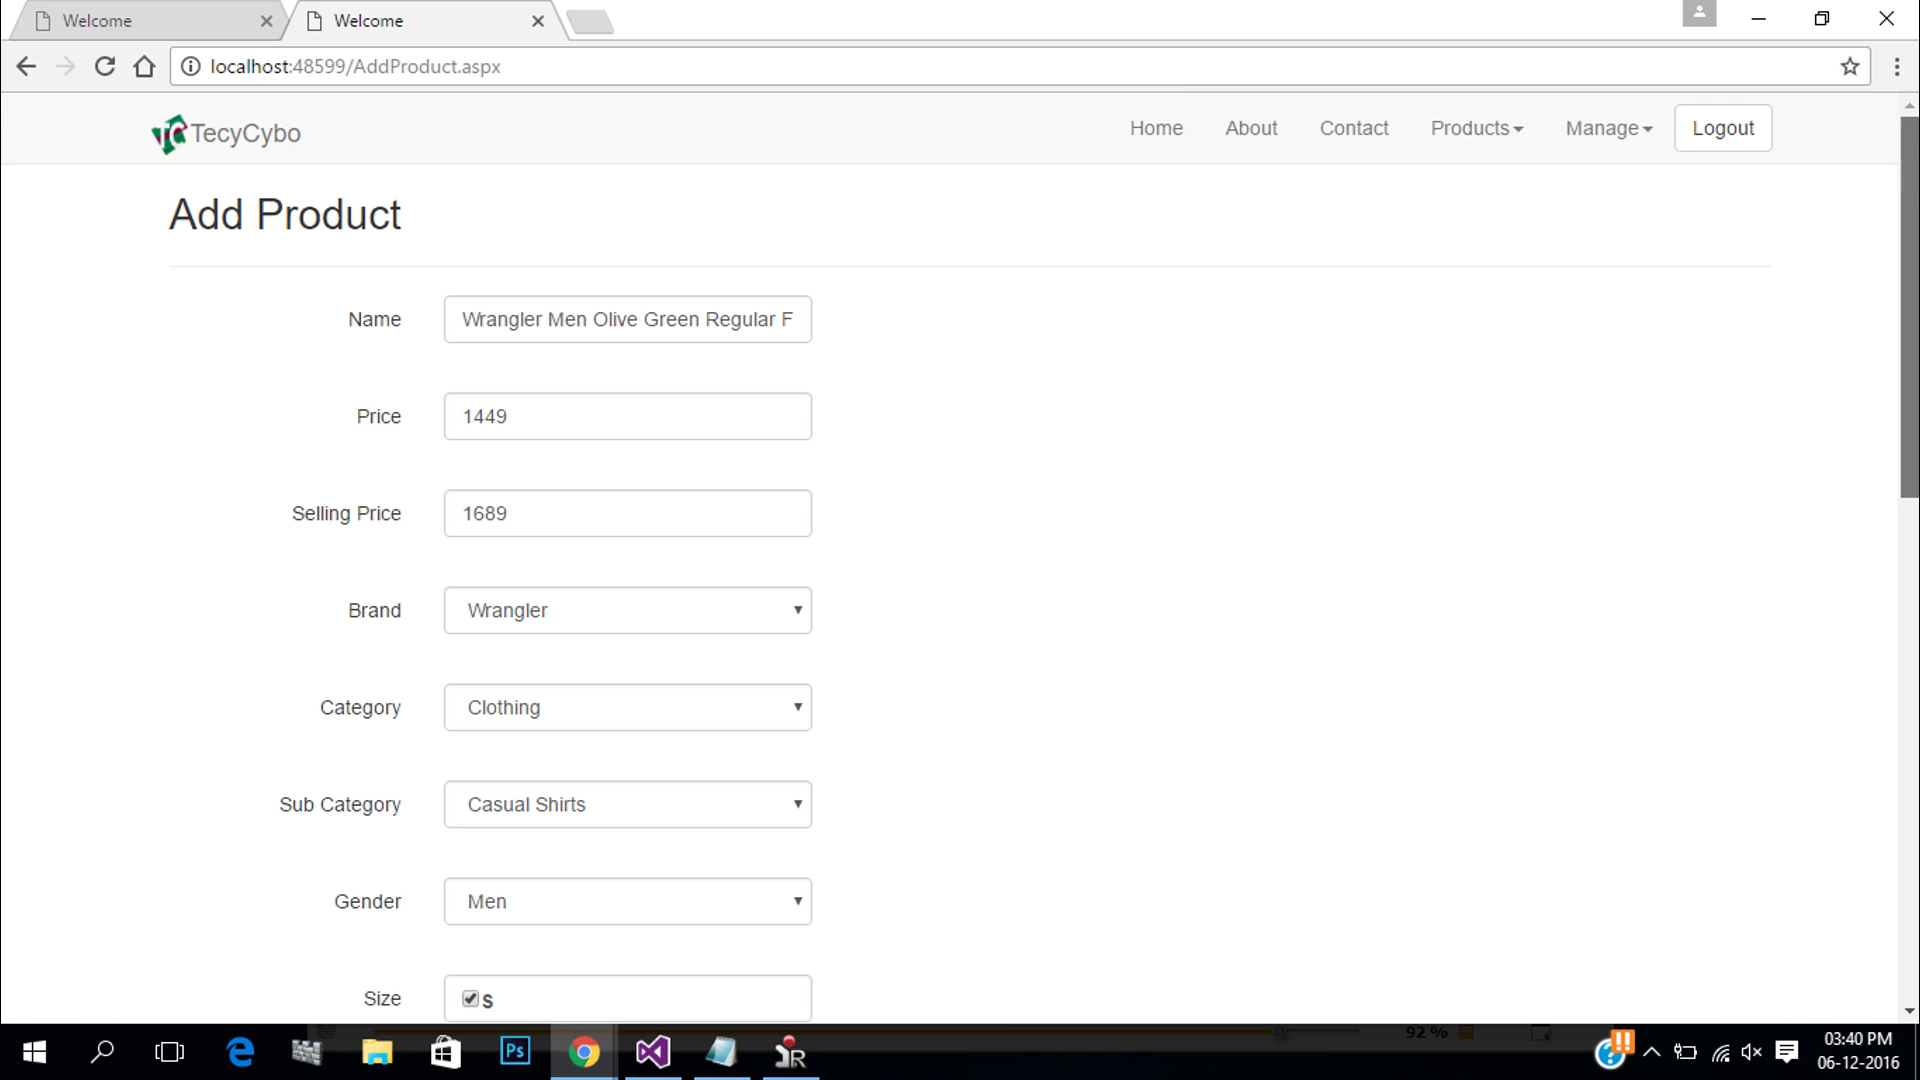 Welcome
Welcome
localhost:48599/AddProduct.aspx
TecyCybo
Home About Contact Products Manage Logout
Add Product
Name Wrangler Men Olive Green Regular F
Price 1449
Selling Price 1689
Brand Wrangler
Category Clothing
Sub Category Casual Shirts
Gender Men
Size S
92 %
Ps
R
03:40 PM
06-12-2016